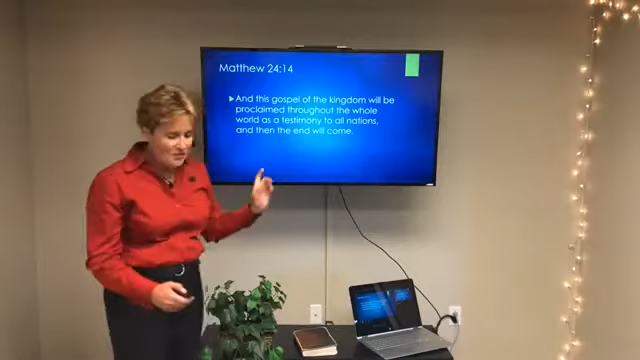 Matthew 24:14
And this gospel of the kingdom will be
proclaimed throughout the whole
world as a testimony to all nations,
and then the end will come.